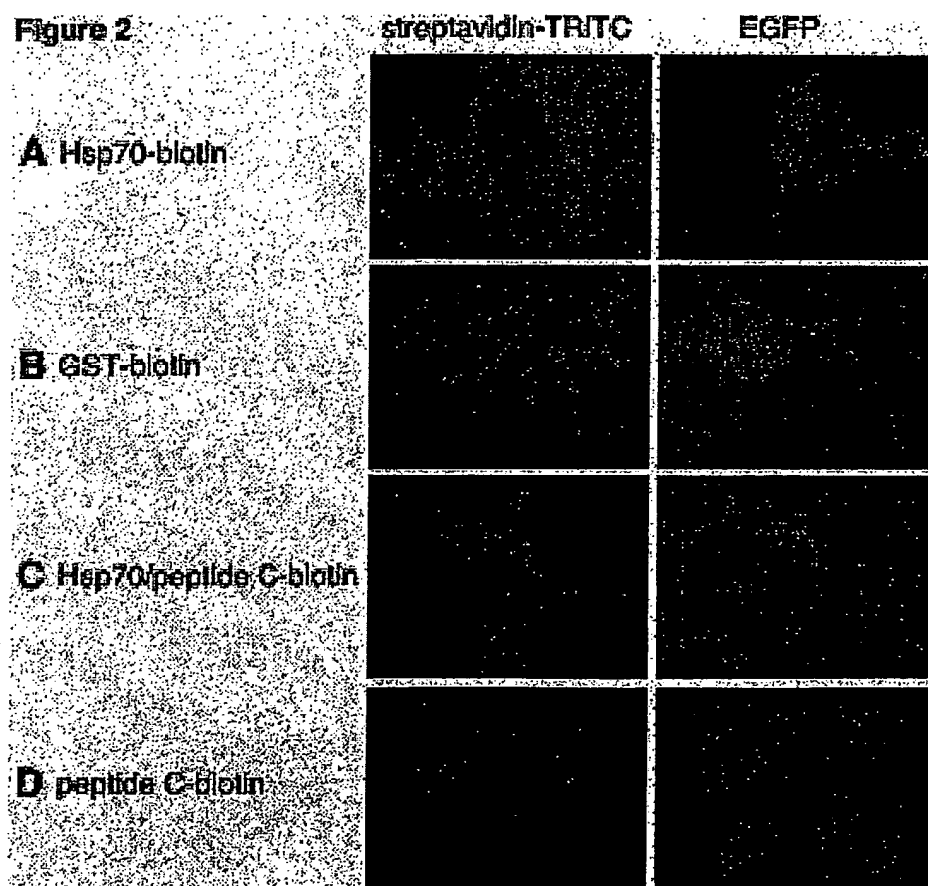 Figure 2
streptavidin-TRITC
EGFP
A Hsp70-biotin
B GST-biotin
C Hsp70/peptide C-biotin
D peptide C-biotin